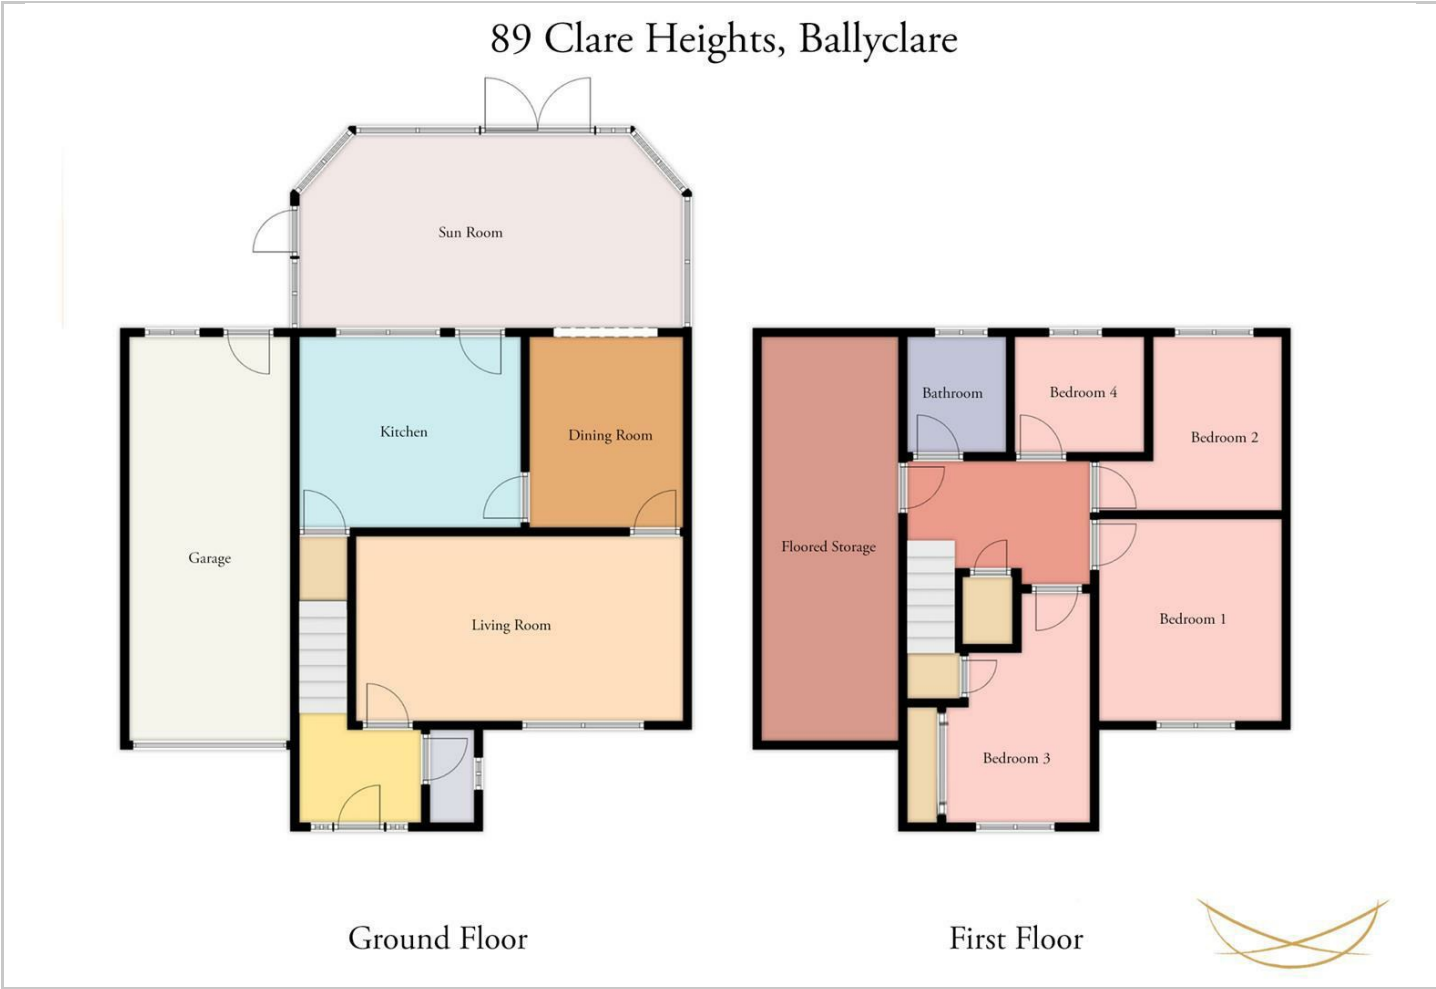 89 Clare Heights, Ballyclare
Sun Room
Kitchen
Dining Room
Garage
Living Room
Bathroom
Bedroom 4
Bedroom 2
Floored Storage
Bedroom 1
Bedroom 3
Ground Floor
First Floor